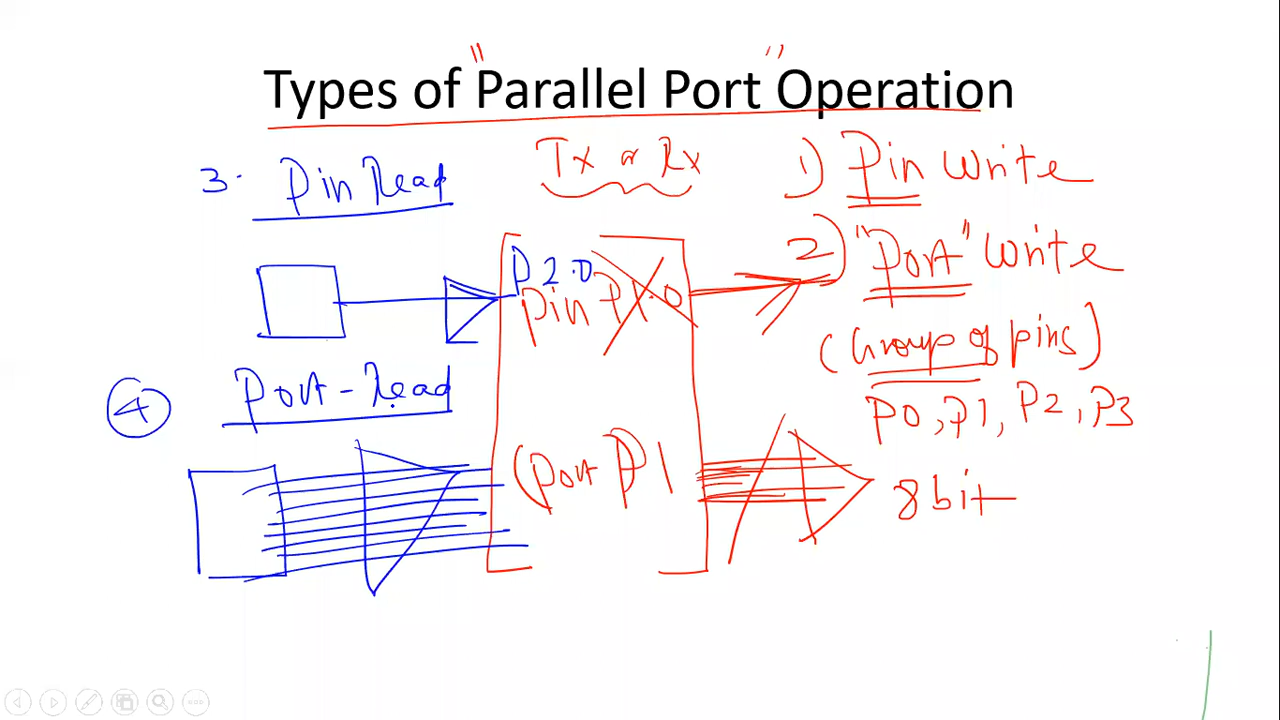 Types of "Parallel Port" Operation
3. Pin Read
Tx or Rx
1) Pin Write
2) "Port" Write
(Group of pins)
P0, P1, P2, P3
8 bit
P2.0
Pin P1.0
4 Port-Read
(Port P1